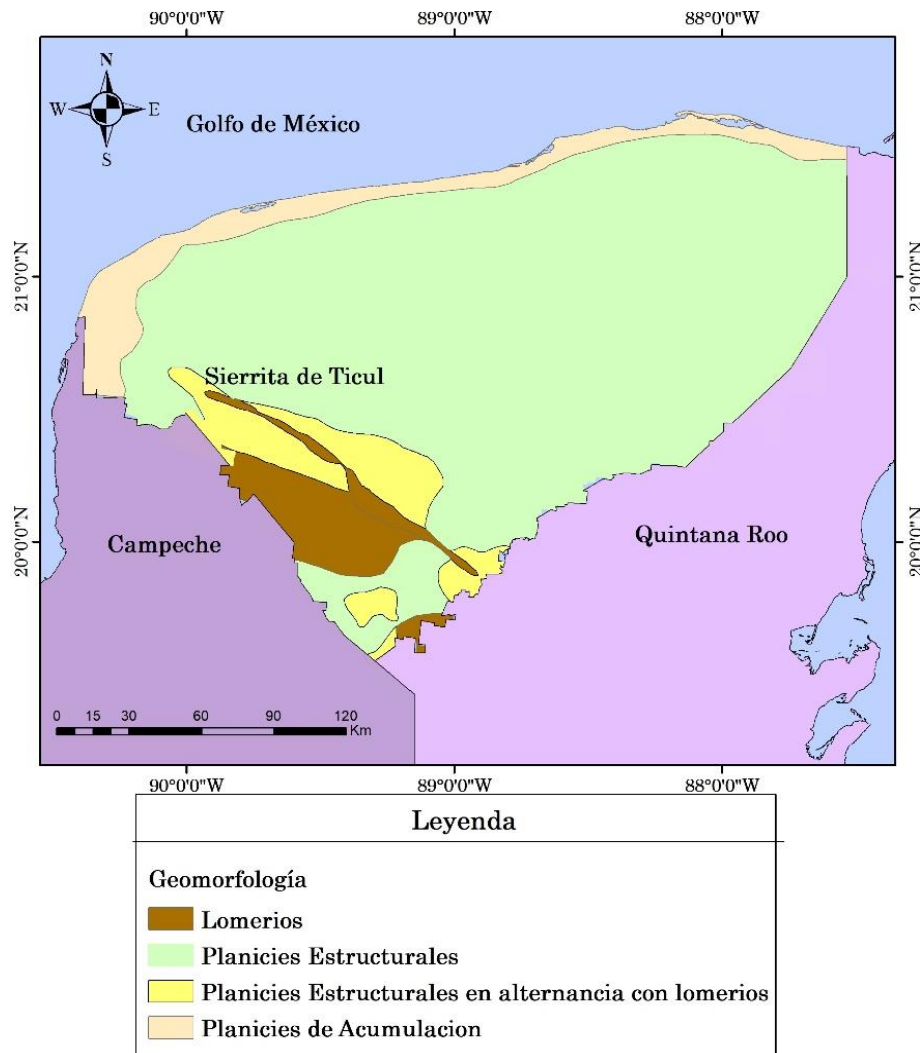 90°0'0"W 89°0'0"W 88°0'0"W
N
W E
S
Golfo de México
21°0'0"N 21°0'0"N
Sierrita de Ticul
20°0'0"N 20°0'0"N
Campeche Quintana Roo
0 15 30 60 90 120
Km
90°0'0"W 89°0'0"W 88°0'0"W
Leyenda
Geomorfología
Lomerios
Planicies Estructurales
Planicies Estructurales en alternancia con lomerios
Planicies de Acumulacion